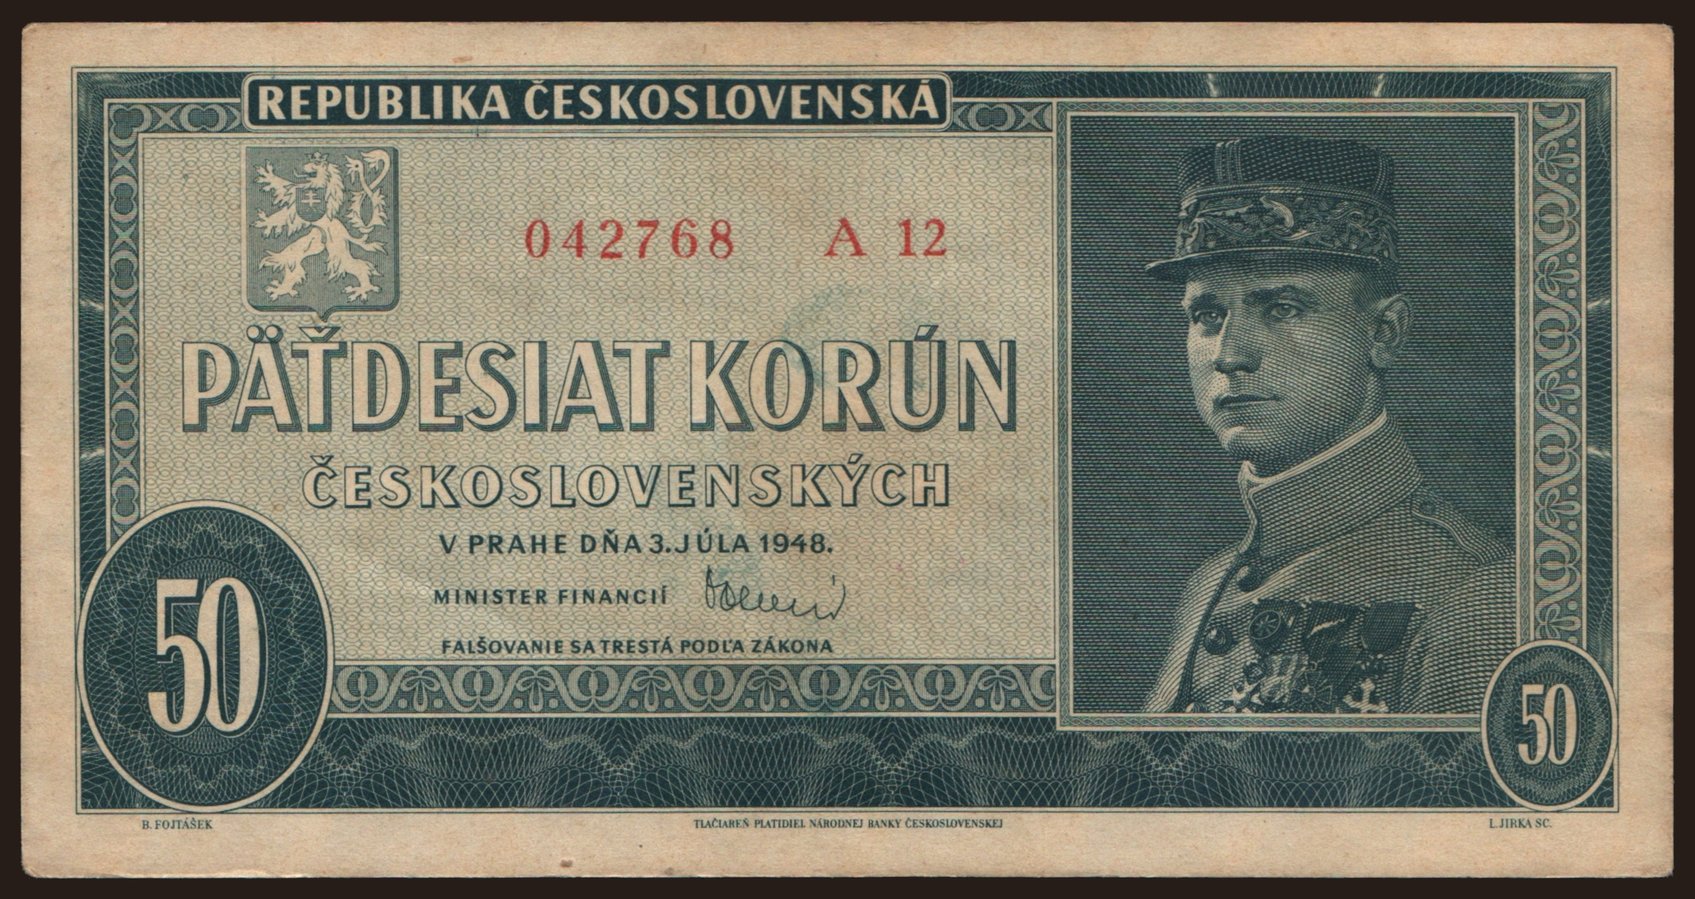 REPUBLIKA ČESKOSLOVENSKÁ
042768 A 12
PÄŤDESIAT KORÚN
ČESKOSLOVENSKÝCH
V PRAHE DŇA 3. JÚLA 1948.
MINISTER FINANCIÍ
FALŠOVANIE SA TRESTÁ PODĽA ZÁKONA
50
50
B. FOJTÁŠEK
TLAČIAREŇ PLATIDIEL NÁRODNEJ BANKY ČESKOSLOVENSKEJ
L. JIRKA SC.